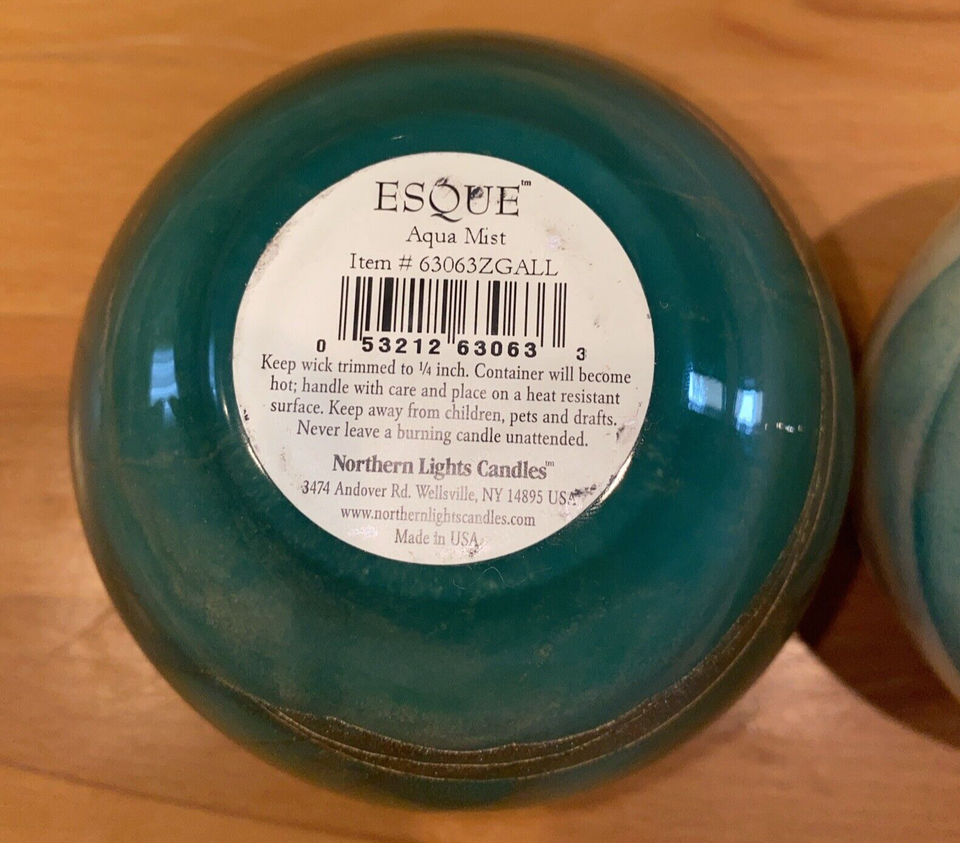 ESQUE™
Aqua Mist
Item # 63063ZGALL
0 53212 63063 3
Keep wick trimmed to ¼ inch. Container will become
hot; handle with care and place on a heat resistant
surface. Keep away from children, pets and drafts.
Never leave a burning candle unattended.
Northern Lights Candles™
3474 Andover Rd. Wellsville, NY 14895 USA
www.northernlightscandles.com
Made in USA